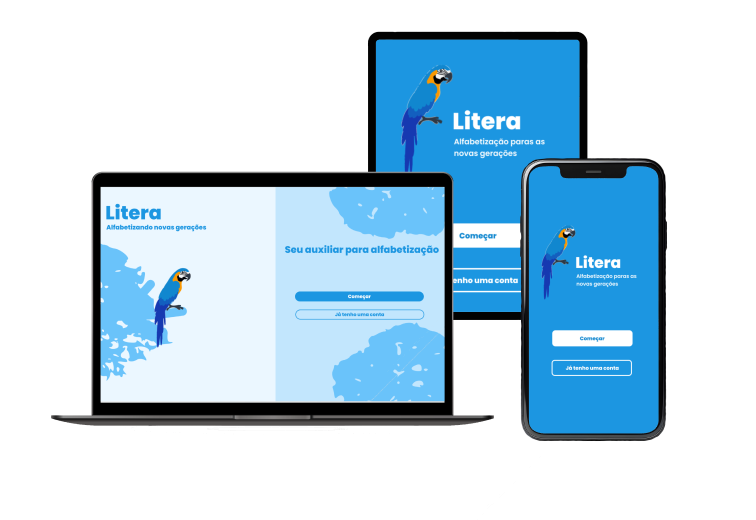 Litera
Alfabetizando novas gerações
Seu auxiliar para alfabetização
Começar
Já tenho uma conta
Litera
Alfabetização paras as
novas gerações
Começar
enho uma conta
Litera
Alfabetização paras as
novas gerações
Começar
Já tenho uma conta